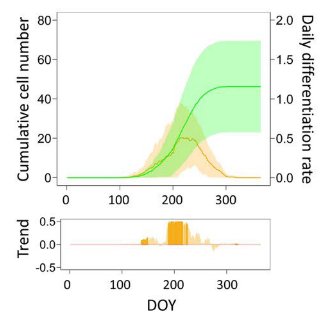 Cumulative cell number
80
60
40
20
0
Daily differentiation rate
2.0
1.5
1.0
0.5
0.0
0 100 200 300
Trend
0.5
0.0
-0.5
0 100 200 300
DOY